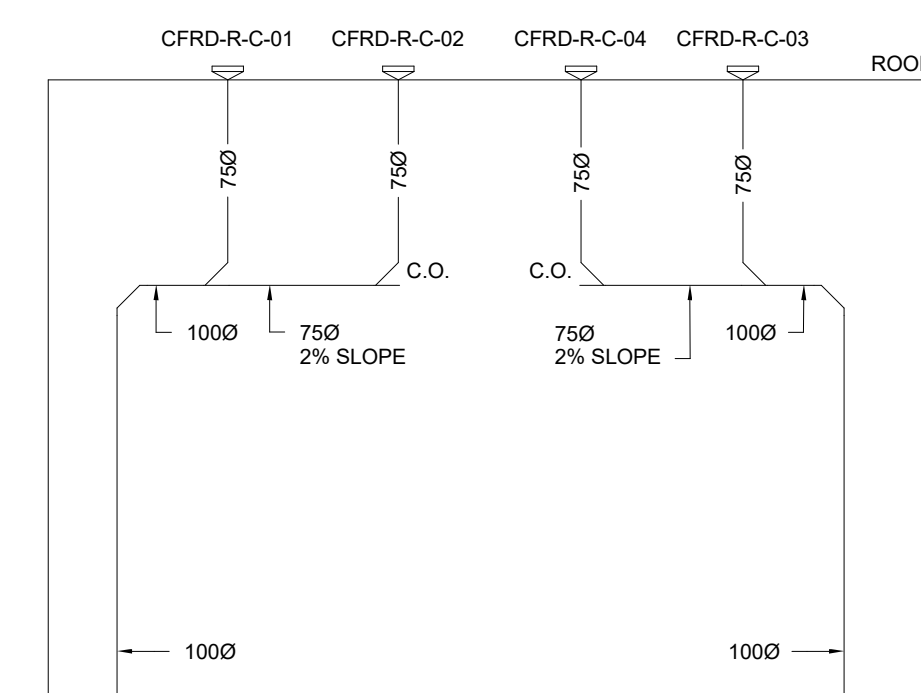 CFRD-R-C-01 CFRD-R-C-02 CFRD-R-C-04 CFRD-R-C-03
75Ø 75Ø 75Ø 75Ø
C.O. C.O.
100Ø
75Ø
2% SLOPE
75Ø
2% SLOPE
100Ø
100Ø 100Ø